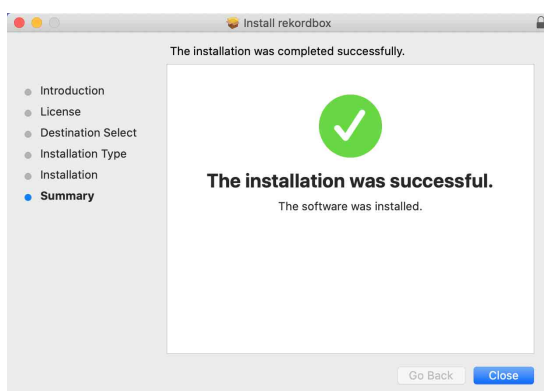 Install rekordbox
The installation was completed successfully.
Introduction
License
Destination Select
Installation Type
Installation
Summary
The installation was successful.
The software was installed.
Go Back
Close